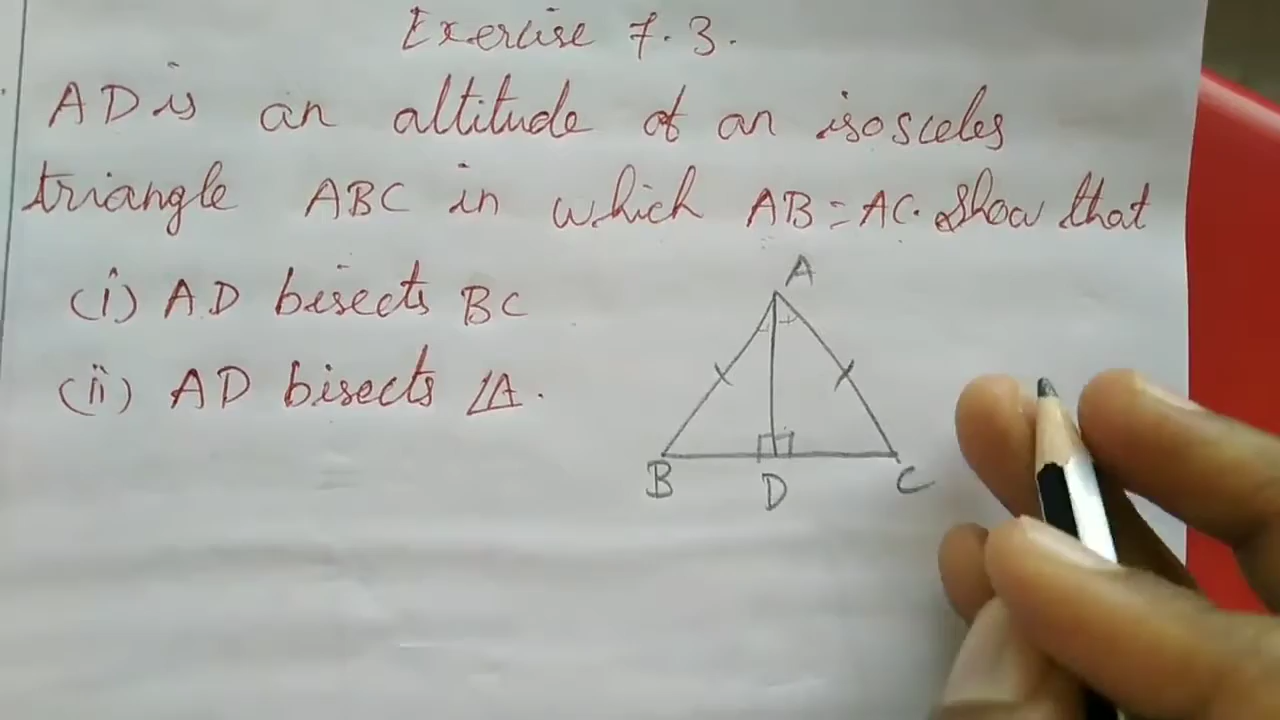 Exercise 7.3.
AD is an altitude of an isosceles
triangle ABC in which AB = AC. Show that
(i) AD bisects BC
(ii) AD bisects ∠A.
A
B
D
C